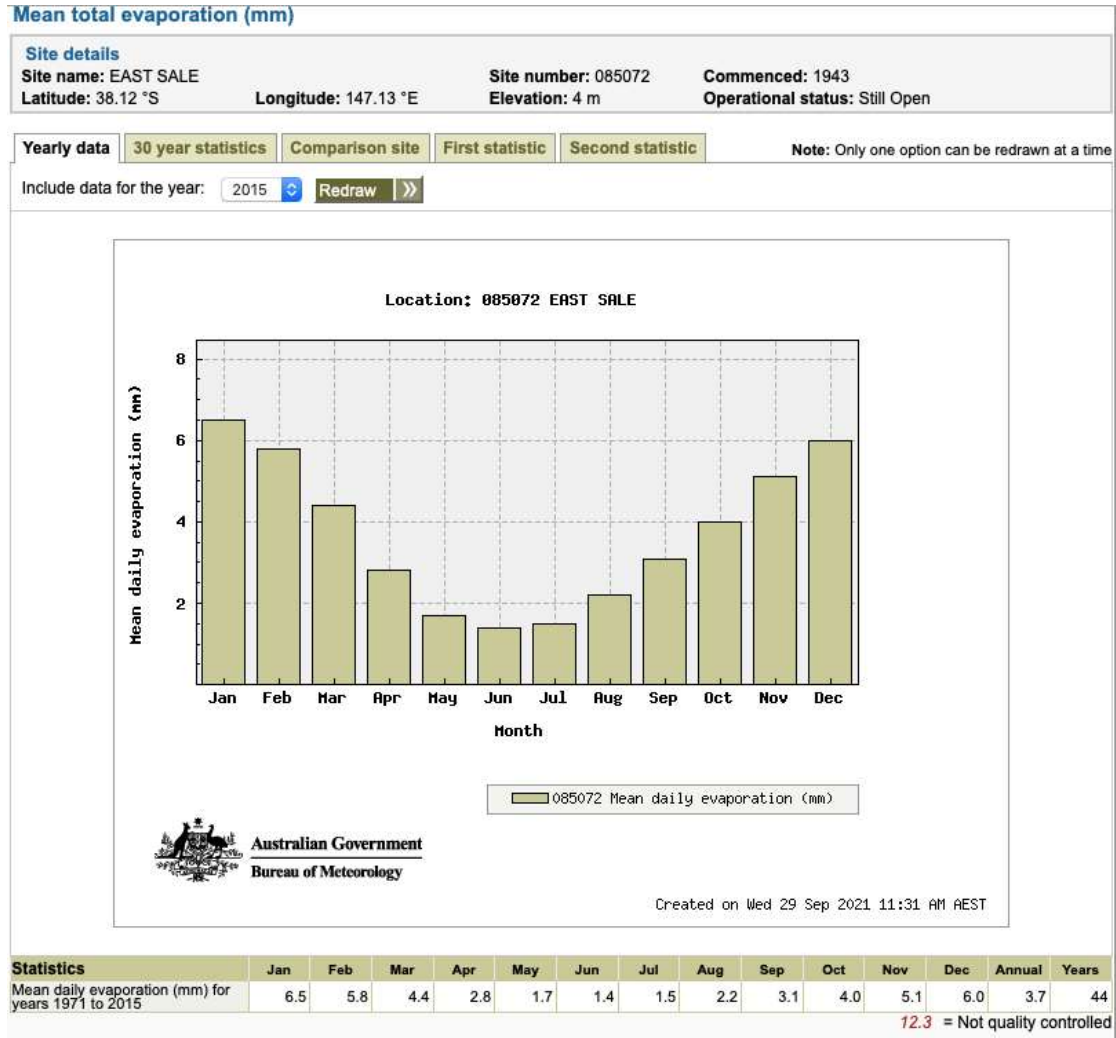 Mean total evaporation (mm)
Site details
Site name: EAST SALE Site number: 085072 Commenced: 1943
Latitude: 38.12 °S Longitude: 147.13 °E Elevation: 4 m Operational status: Still Open
Yearly data 30 year statistics Comparison site First statistic Second statistic Note: Only one option can be redrawn at a time
Include data for the year: 2015 Redraw »
Location: 085072 EAST SALE
Mean daily evaporation (mm)
8
6
4
2
Jan Feb Mar Apr May Jun Jul Aug Sep Oct Nov Dec
Month
085072 Mean daily evaporation (mm)
Australian Government
Bureau of Meteorology
Created on Wed 29 Sep 2021 11:31 AM AEST
Statistics Jan Feb Mar Apr May Jun Jul Aug Sep Oct Nov Dec Annual Years
Mean daily evaporation (mm) for
years 1971 to 2015 6.5 5.8 4.4 2.8 1.7 1.4 1.5 2.2 3.1 4.0 5.1 6.0 3.7 44
12.3 = Not quality controlled